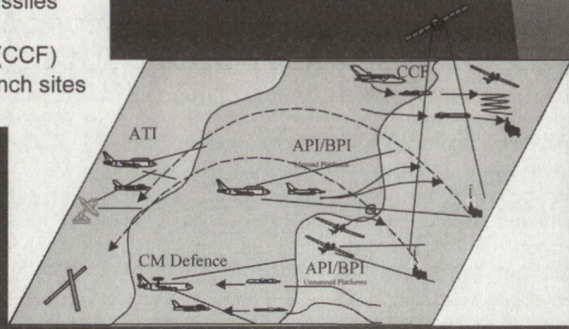 ssiles
(CCF)
nch sites
CCF
ATI
API/BPI
Manned Platforms
CM Defence
API/BPI
Unmanned Platforms